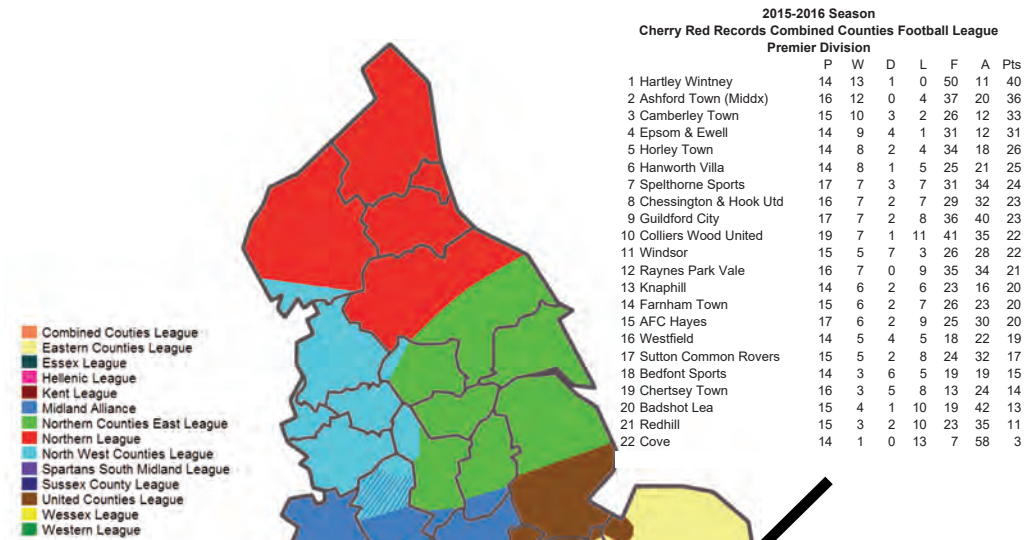 2015-2016 Season
Cherry Red Records Combined Counties Football League
Premier Division
P W D L F A Pts
1 Hartley Wintney 14 13 1 0 50 11 40
2 Ashford Town (Middx) 16 12 0 4 37 20 36
3 Camberley Town 15 10 3 2 26 12 33
4 Epsom & Ewell 14 9 4 1 31 12 31
5 Horley Town 14 8 2 4 34 18 26
6 Hanworth Villa 14 8 1 5 25 21 25
7 Spelthorne Sports 17 7 3 7 31 34 24
8 Chessington & Hook Utd 16 7 2 7 29 32 23
9 Guildford City 17 7 2 8 36 40 23
10 Colliers Wood United 19 7 1 11 41 35 22
11 Windsor 15 5 7 3 26 28 22
12 Raynes Park Vale 16 7 0 9 35 34 21
13 Knaphill 14 6 2 6 23 16 20
14 Farnham Town 15 6 2 7 26 23 20
15 AFC Hayes 17 6 2 9 25 30 20
16 Westfield 14 5 4 5 18 22 19
17 Sutton Common Rovers 15 5 2 8 24 32 17
18 Bedfont Sports 14 3 6 5 19 19 15
19 Chertsey Town 16 3 5 8 13 24 14
20 Badshot Lea 15 4 1 10 19 42 13
21 Redhill 15 3 2 10 23 35 11
22 Cove 14 1 0 13 7 58 3
Combined Couties League
Eastern Counties League
Essex League
Hellenic League
Kent League
Midland Alliance
Northern Counties East League
Northern League
North West Counties League
Spartans South Midland League
Sussex County League
United Counties League
Wessex League
Western League